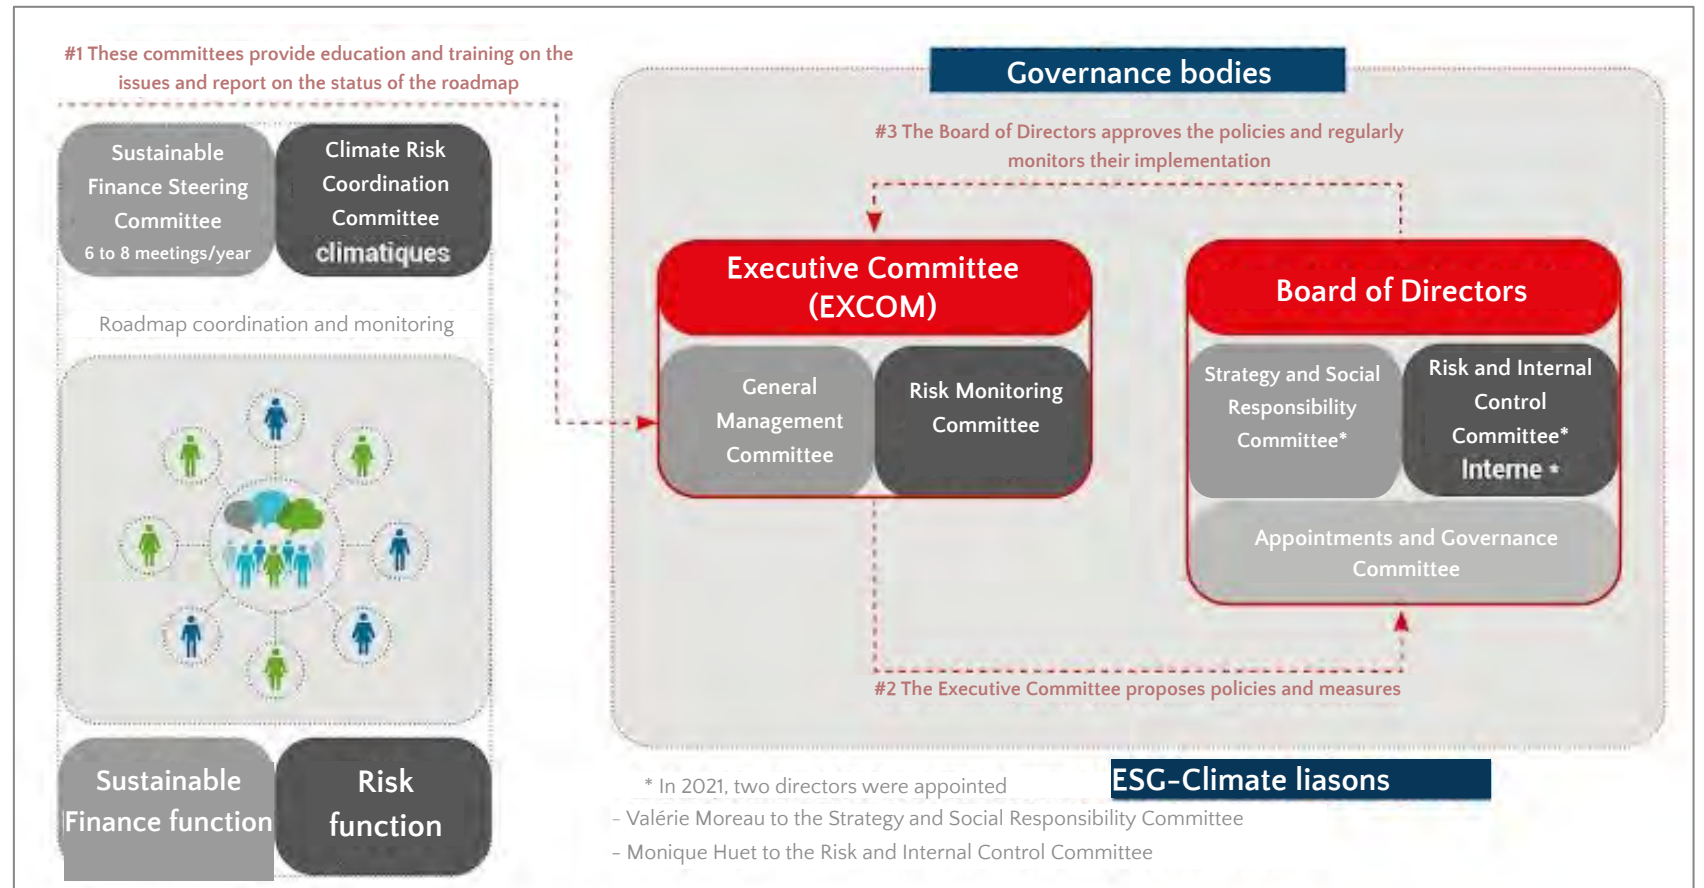 #1 These committees provide education and training on the
issues and report on the status of the roadmap
Sustainable
Finance Steering
Committee
6 to 8 meetings/year
Climate Risk
Coordination
Committee
climatiques
Roadmap coordination and monitoring
Sustainable
Finance function
Risk
function
Governance bodies
#3 The Board of Directors approves the policies and regularly
monitors their implementation
Executive Committee
(EXCOM)
General
Management
Committee
Risk Monitoring
Committee
Board of Directors
Strategy and Social
Responsibility
Committee*
Risk and Internal
Control
Committee*
Interne *
Appointments and Governance
Committee
#2 The Executive Committee proposes policies and measures
* In 2021, two directors were appointed
ESG-Climate liasons
- Valérie Moreau to the Strategy and Social Responsibility Committee
- Monique Huet to the Risk and Internal Control Committee